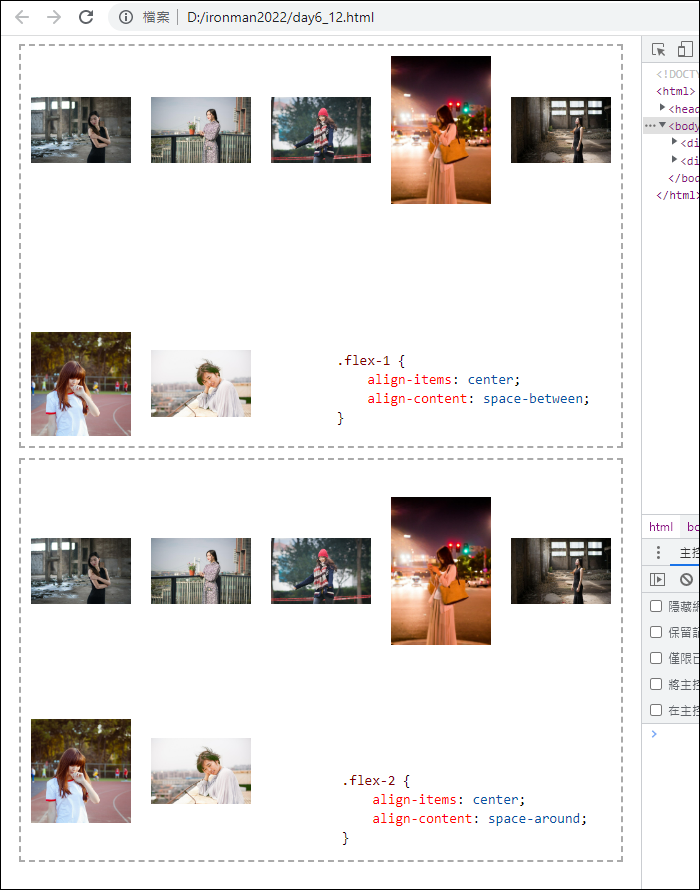 檔案 D:/ironman2022/day6_12.html
<!DOCTY
<html>
<head
<body
<di
<di
</bod
</html>
.flex-1 {
align-items: center;
align-content: space-between;
}
html bo
主控
隱藏網
保留記
僅限已
將主控
在主控
.flex-2 {
align-items: center;
align-content: space-around;
}